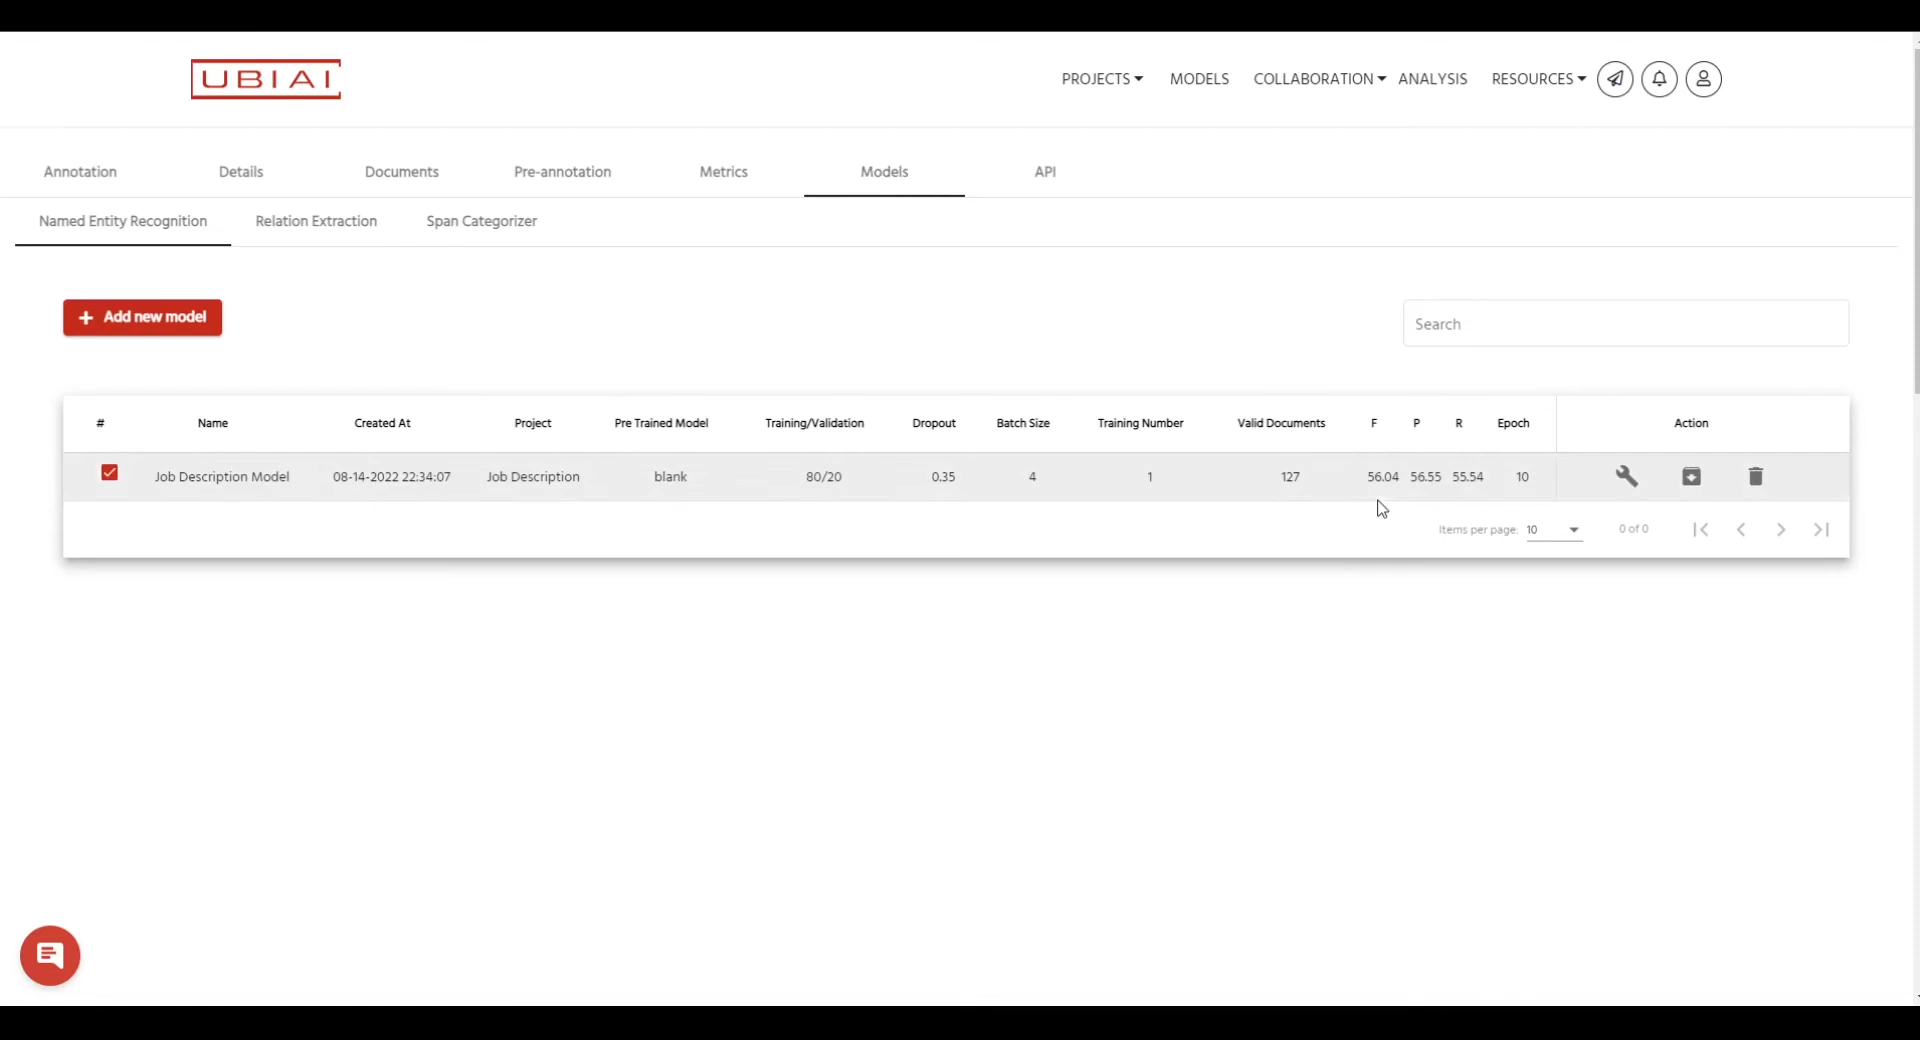 UBIAI
PROJECTS MODELS COLLABORATION ANALYSIS RESOURCES
Annotation Details Documents Pre-annotation Metrics Models API
Named Entity Recognition Relation Extraction Span Categorizer
+ Add new model
Search
# Name Created At Project Pre Trained Model Training/Validation Dropout Batch Size Training Number Valid Documents F P R Epoch Action
Job Description Model 08-14-2022 22:34:07 Job Description blank 80/20 0.35 4 1 127 56.04 56.55 55.54 10
Items per page: 10 0 of 0